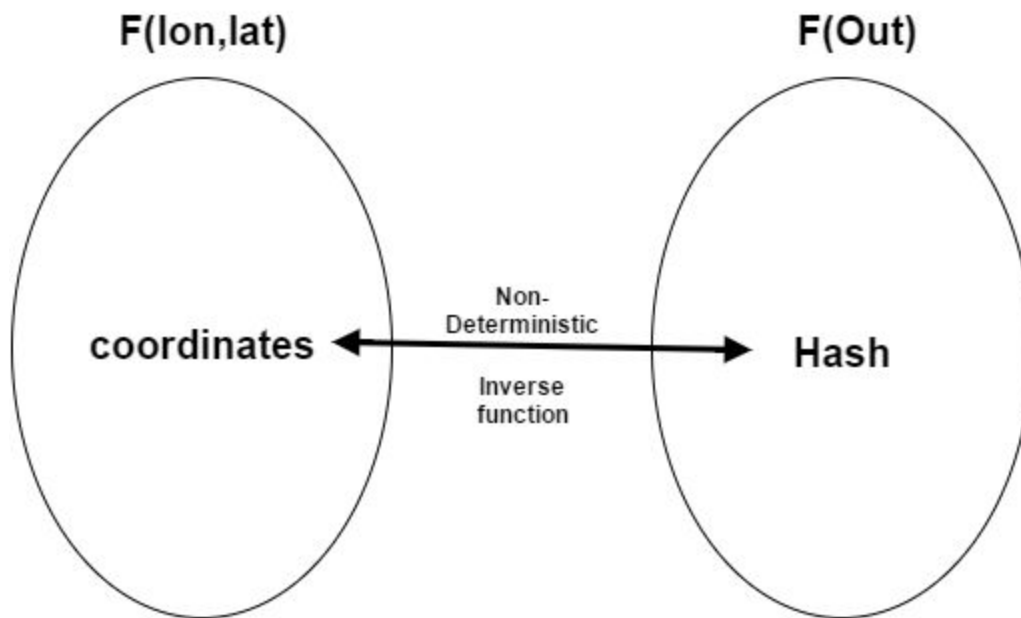 F(lon,lat)
F(Out)
Non-
Deterministic
coordinates
Hash
Inverse
function